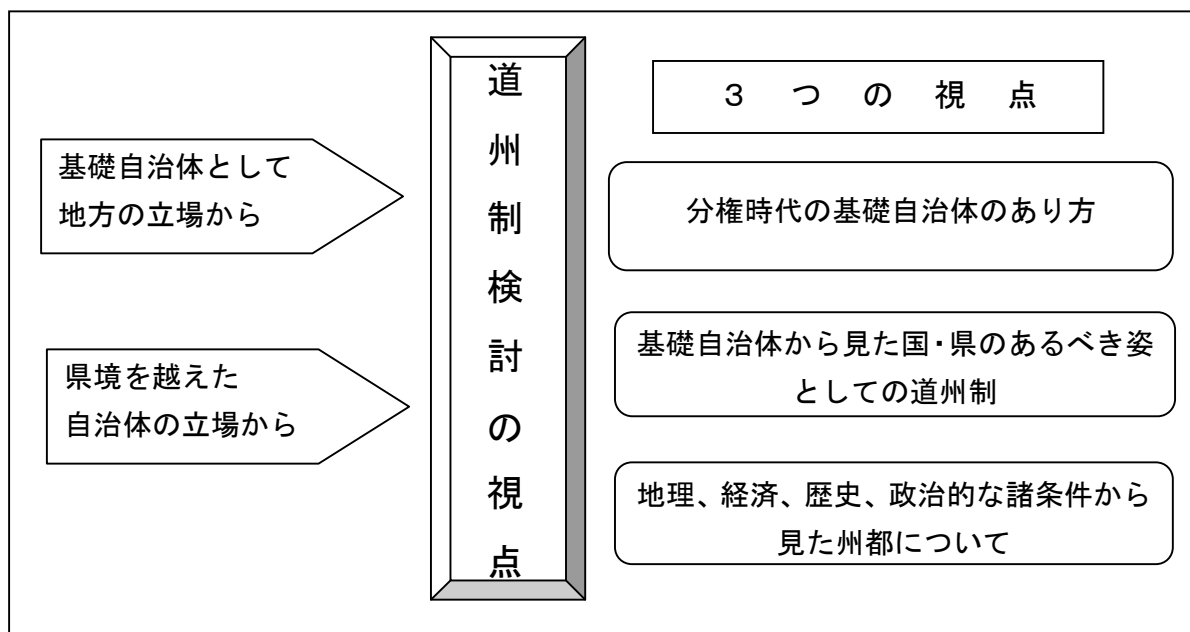 基礎自治体として
地方の立場から
県境を越えた
自治体の立場から
道州制検討の視点
３つの視点
分権時代の基礎自治体のあり方
基礎自治体から見た国・県のあるべき姿
としての道州制
地理、経済、歴史、政治的な諸条件から
見た州都について